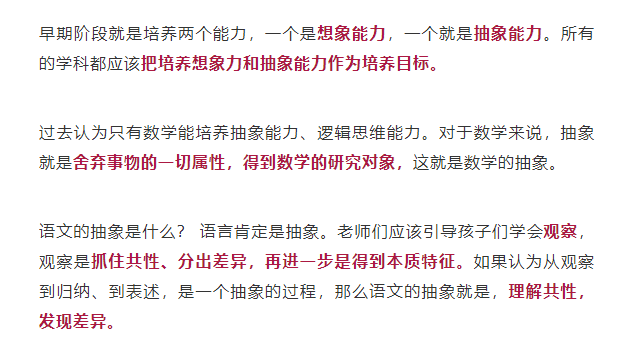 早期阶段就是培养两个能力，一个是想象能力，一个就是抽象能力。所有
的学科都应该把培养想象力和抽象能力作为培养目标。
过去认为只有数学能培养抽象能力、逻辑思维能力。对于数学来说，抽象
就是舍弃事物的一切属性，得到数学的研究对象，这就是数学的抽象。
语文的抽象是什么？ 语言肯定是抽象。老师们应该引导孩子们学会观察，
观察是抓住共性、分出差异，再进一步是得到本质特征。如果认为从观察
到归纳、到表述，是一个抽象的过程，那么语文的抽象就是，理解共性，
发现差异。